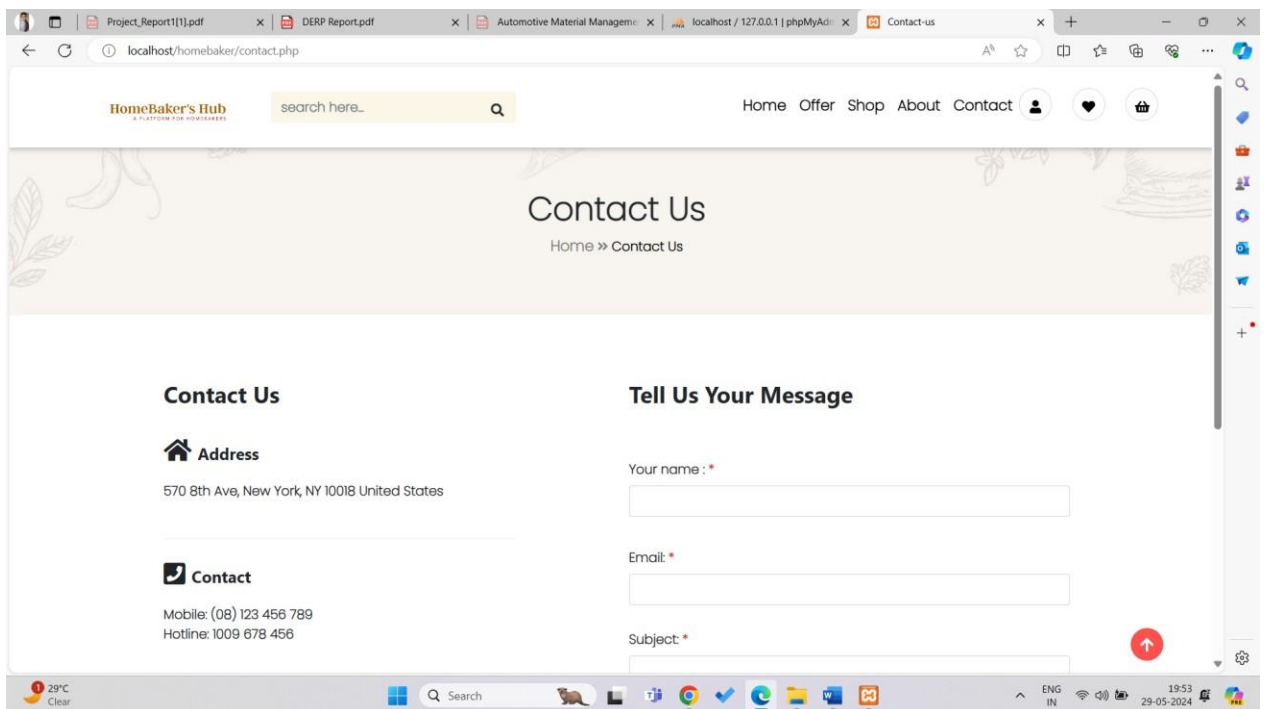 Project_Report1[1].pdf
DERP Report.pdf
Automotive Material Manageme
localhost / 127.0.0.1 | phpMyAdm
Contact-us
localhost/homebaker/contact.php
HomeBaker's Hub
A PLATFORM FOR HOMEBAKERS
search here..
Home Offer Shop About Contact
Contact Us
Home » Contact Us
Contact Us
Address
570 8th Ave, New York, NY 10018 United States
Contact
Mobile: (08) 123 456 789
Hotline: 1009 678 456
Tell Us Your Message
Your name : *
Email: *
Subject: *
1
29°C
Clear
Search
ENG
IN
19:53
29-05-2024